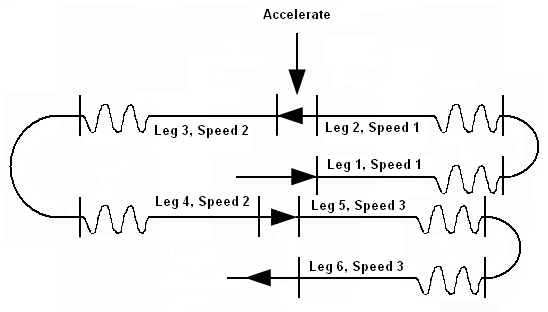 Accelerate
Leg 3, Speed 2
Leg 2, Speed 1
Leg 1, Speed 1
Leg 4, Speed 2
Leg 5, Speed 3
Leg 6, Speed 3